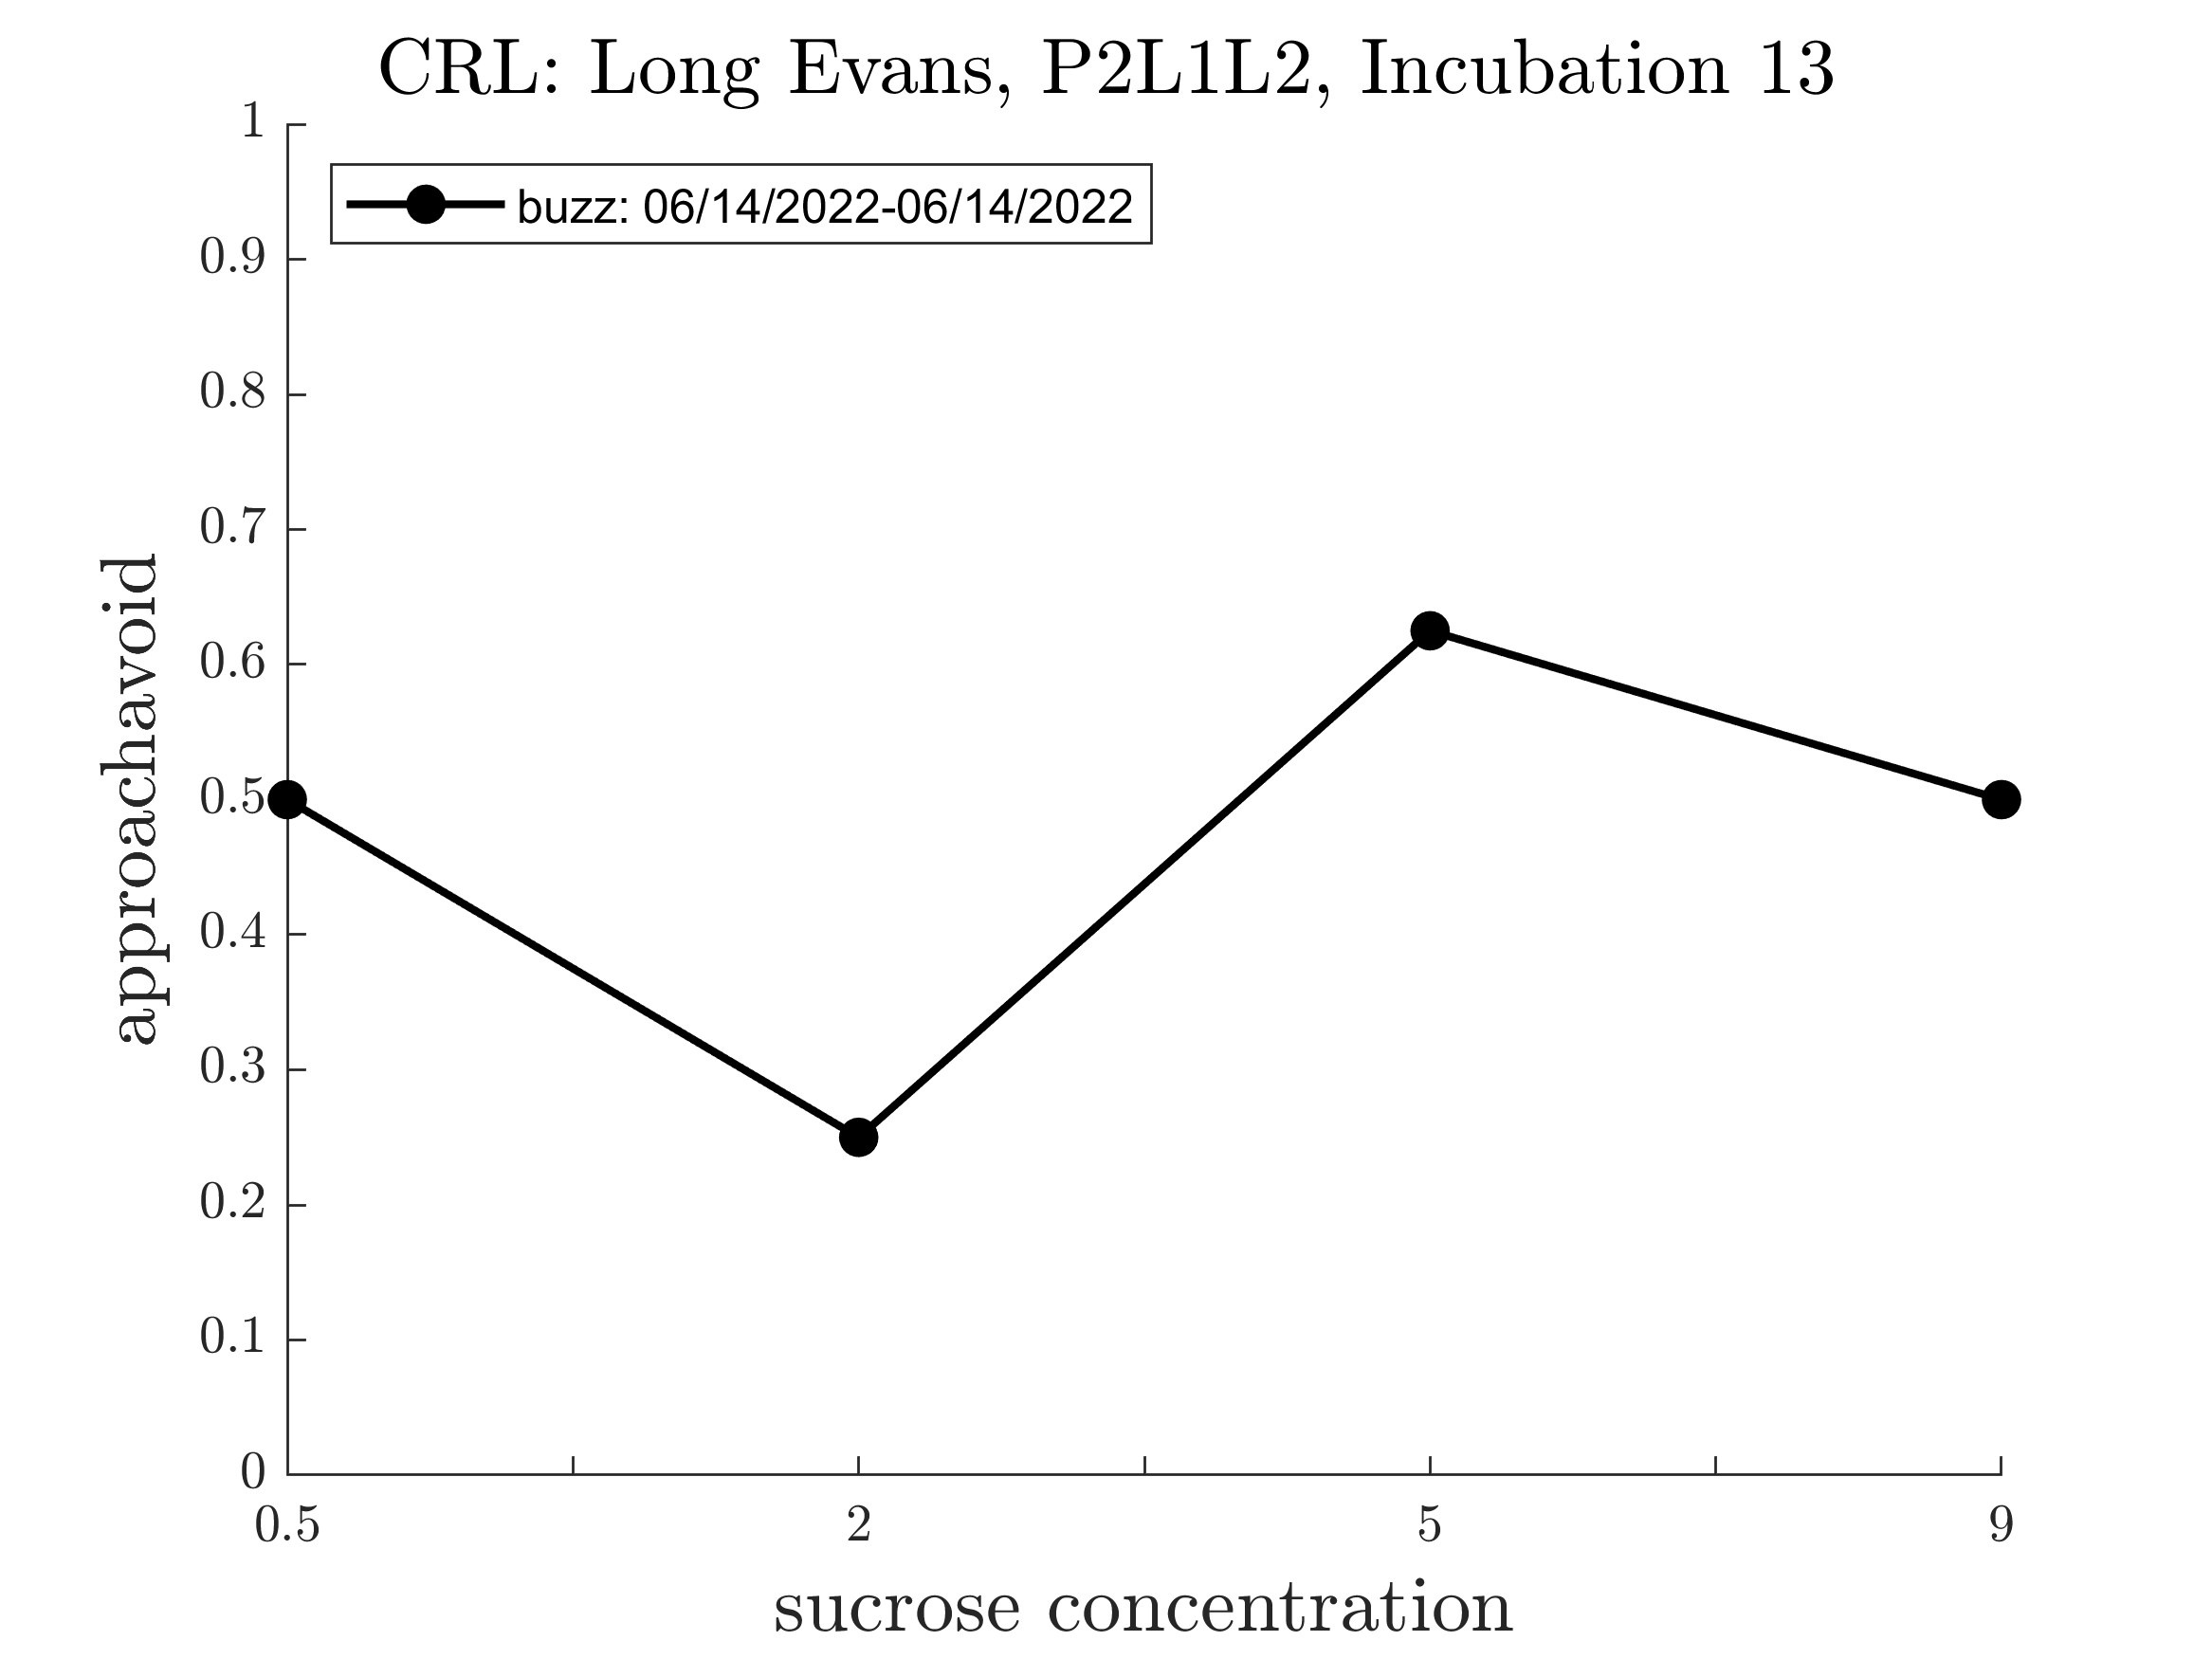 CRL: Long Evans, P2L1L2, Incubation 13
buzz: 06/14/2022-06/14/2022
approachavoid
1
0.9
0.8
0.7
0.6
0.5
0.4
0.3
0.2
0.1
0
0.5 2 5 9
sucrose concentration